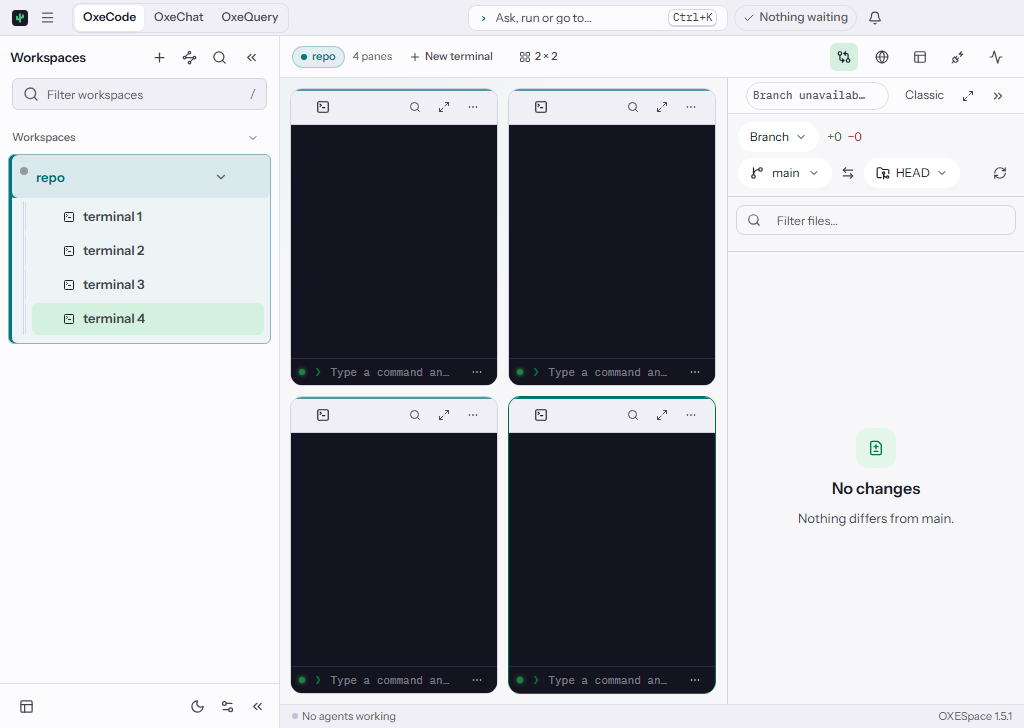 OxeCode OxeChat OxeQuery › Ask, run or go to... Ctrl+K Nothing waiting
Workspaces
repo 4 panes New terminal 2×2
Branch unavailab… Classic
Filter workspaces /
Branch +0 −0
Workspaces
main HEAD
repo
Filter files...
terminal 1
terminal 2
terminal 3
terminal 4
❯ Type a command an… ❯ Type a command an…
No changes
Nothing differs from main.
❯ Type a command an… ❯ Type a command an…
No agents working
OXESpace 1.5.1